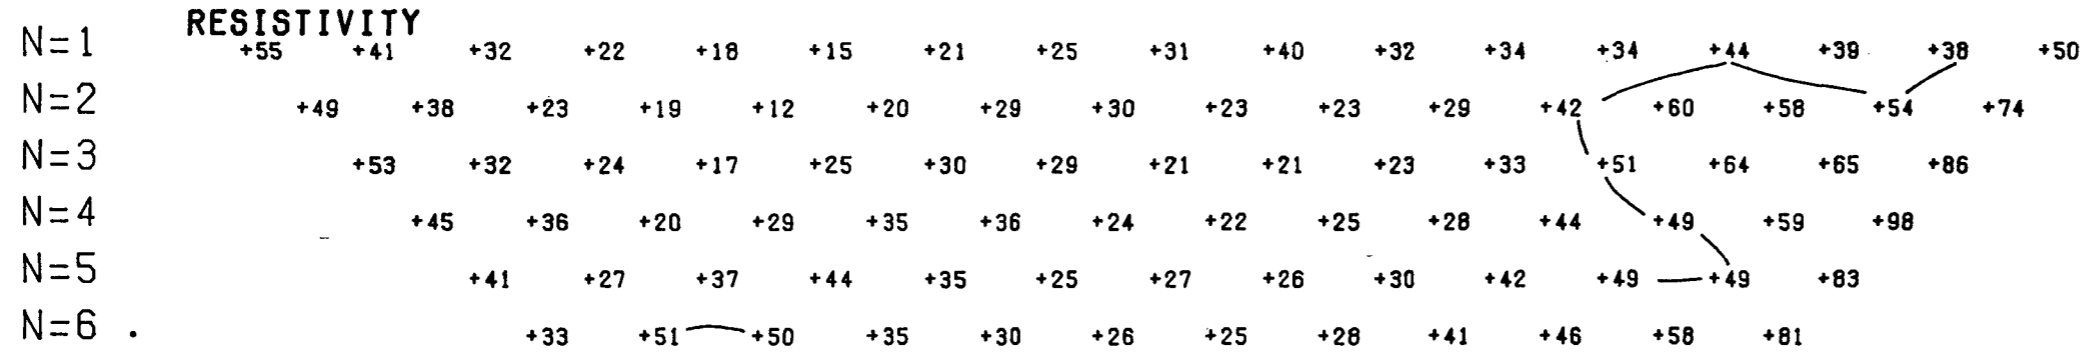 RESISTIVITY
N=1 +55 +41 +32 +22 +18 +15 +21 +25 +31 +40 +32 +34 +34 +44 +39 +38 +50
N=2 +49 +38 +23 +19 +12 +20 +29 +30 +23 +23 +29 +42 +60 +58 +54 +74
N=3 +53 +32 +24 +17 +25 +30 +29 +21 +21 +23 +33 +51 +64 +65 +86
N=4 +45 +36 +20 +29 +35 +36 +24 +22 +25 +28 +44 +49 +59 +98
N=5 +41 +27 +37 +44 +35 +25 +27 +26 +30 +42 +49 +49 +83
N=6 +33 +51 +50 +35 +30 +26 +25 +28 +41 +46 +58 +81